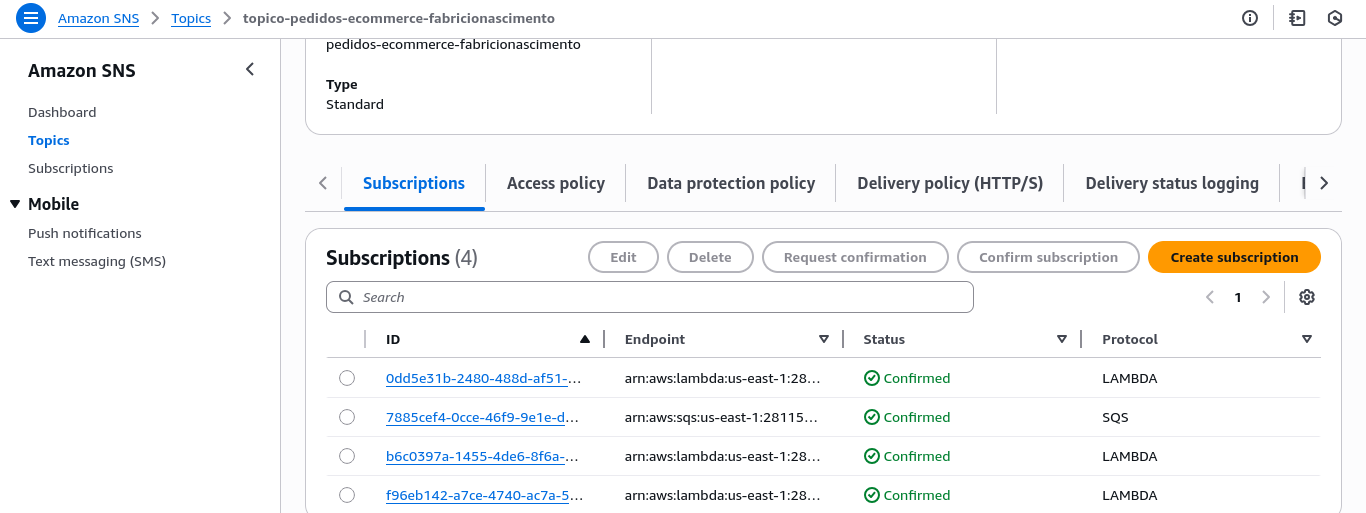 Amazon SNS > Topics > topico-pedidos-ecommerce-fabricionascimento
Amazon SNS
Dashboard
Topics
Subscriptions
Mobile
Push notifications
Text messaging (SMS)
pedidos-ecommerce-fabricionascimento
Type
Standard
Subscriptions Access policy Data protection policy Delivery policy (HTTP/S) Delivery status logging
Subscriptions (4) Edit Delete Request confirmation Confirm subscription Create subscription
Search 1
ID Endpoint Status Protocol
0dd5e31b-2480-488d-af51-... arn:aws:lambda:us-east-1:28... Confirmed LAMBDA
7885cef4-0cce-46f9-9e1e-d... arn:aws:sqs:us-east-1:28115... Confirmed SQS
b6c0397a-1455-4de6-8f6a-... arn:aws:lambda:us-east-1:28... Confirmed LAMBDA
f96eb142-a7ce-4740-ac7a-5... arn:aws:lambda:us-east-1:28... Confirmed LAMBDA